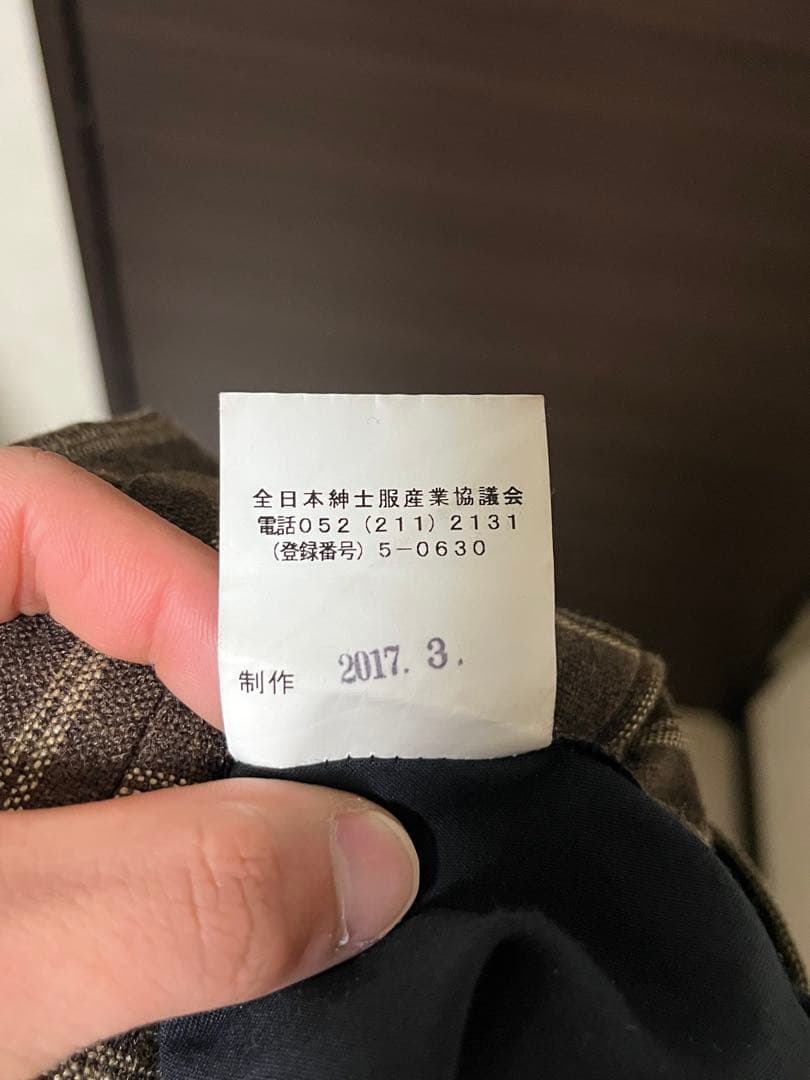 全日本紳士服産業協議会
電話052(211)2131
(登録番号)5-0630
制作 2017.3.